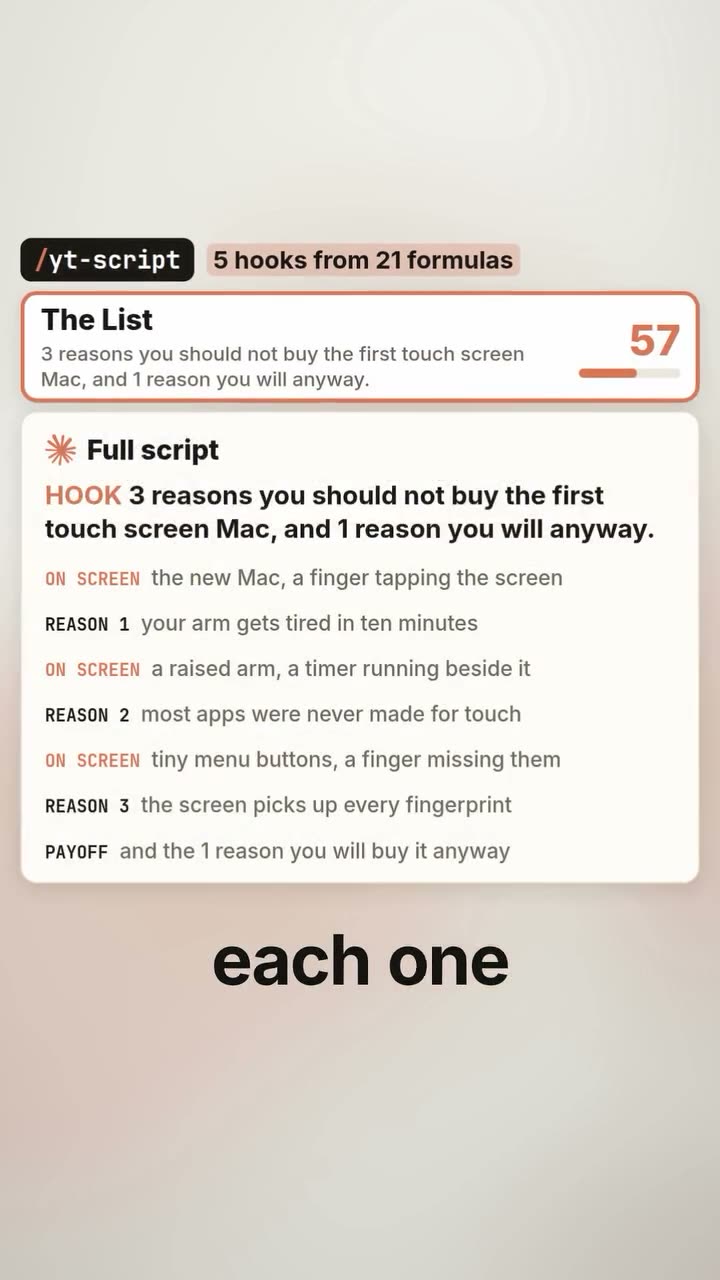 /yt-script 5 hooks from 21 formulas
The List
3 reasons you should not buy the first touch screen
Mac, and 1 reason you will anyway.
57
Full script
HOOK 3 reasons you should not buy the first
touch screen Mac, and 1 reason you will anyway.
ON SCREEN the new Mac, a finger tapping the screen
REASON 1 your arm gets tired in ten minutes
ON SCREEN a raised arm, a timer running beside it
REASON 2 most apps were never made for touch
ON SCREEN tiny menu buttons, a finger missing them
REASON 3 the screen picks up every fingerprint
PAYOFF and the 1 reason you will buy it anyway
each one